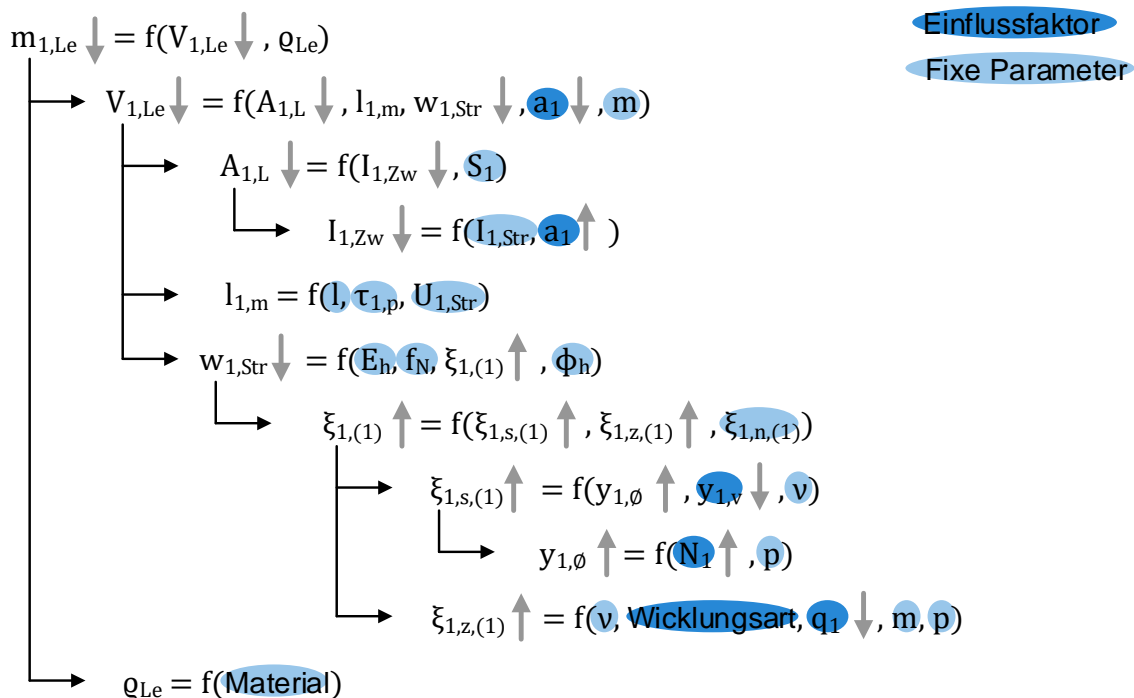 Einflussfaktor
m₁,Le ↓ = f(V₁,Le ↓ , ϱLe)
Fixe Parameter
V₁,Le ↓ = f(A₁,L ↓ , l₁,m, w₁,Str ↓ , a₁ ↓ , m)
A₁,L ↓ = f(I₁,Zw ↓ , S₁)
I₁,Zw ↓ = f(I₁,Str, a₁ ↑ )
l₁,m = f(l, τ₁,p, U₁,Str)
w₁,Str ↓ = f(Eh, fN, ξ₁,(1) ↑ , ϕh)
ξ₁,(1) ↑ = f(ξ₁,s,(1) ↑ , ξ₁,z,(1) ↑ , ξ₁,n,(1))
ξ₁,s,(1) ↑ = f(y₁,ø ↑ , y₁,v ↓ , ν)
y₁,ø ↑ = f(N₁ ↑ , p)
ξ₁,z,(1) ↑ = f(ν, Wicklungsart, q₁ ↓ , m, p)
ϱLe = f(Material)